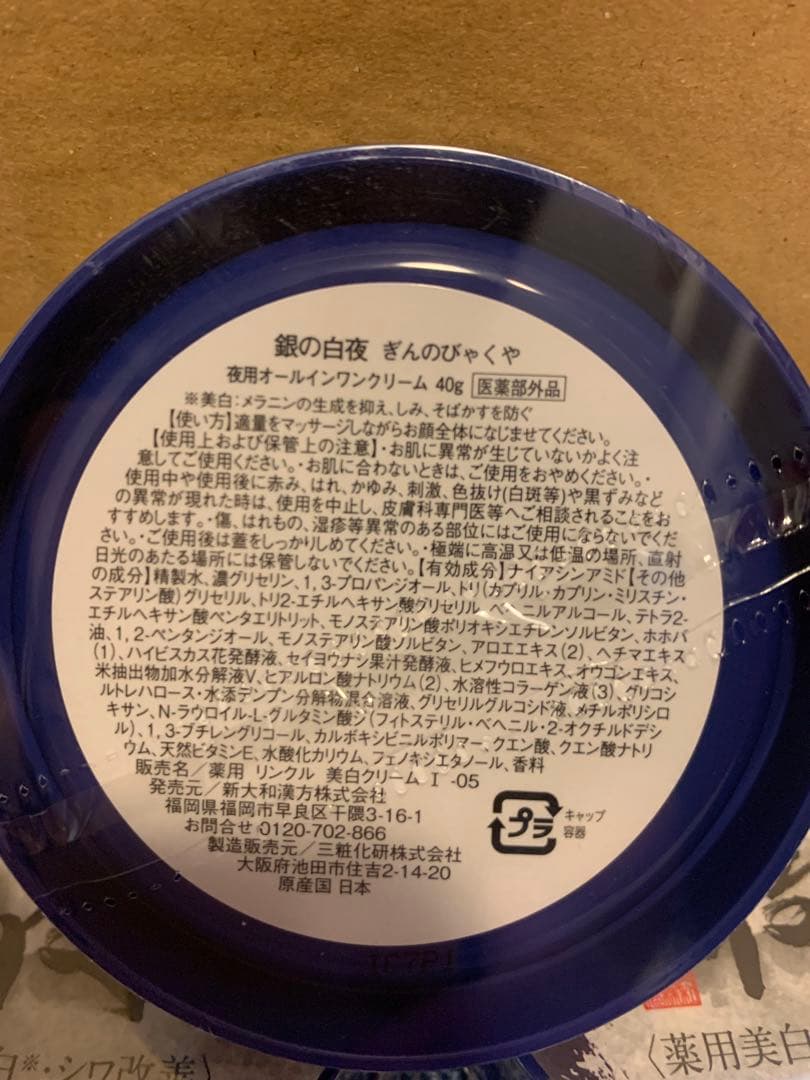 銀の白夜 ぎんのびゃくや
夜用オールインワンクリーム 40g 医薬部外品
※美白:メラニンの生成を抑え、しみ、そばかすを防ぐ
【使い方】適量をマッサージしながらお顔全体になじませてください。
【使用上および保管上の注意】・お肌に異常が生じていないかよく注
意してご使用ください。・お肌に合わないときは、ご使用をおやめください。・
使用中や使用後に赤み、はれ、かゆみ、刺激、色抜け(白斑等)や黒ずみなど
の異常が現れた時は、使用を中止し、皮膚科専門医等へご相談されることをお
すすめします。・傷、はれもの、湿疹等異常のある部位にはご使用にならないでくだ
さい。・ご使用後は蓋をしっかりしめてください。・極端に高温又は低温の場所、直射
日光のあたる場所には保管しないでください。【有効成分】ナイアシンアミド【その他
の成分】精製水、濃グリセリン、1,3-プロパンジオール、トリ(カプリル・カプリン・ミリスチン・
ステアリン酸)グリセリル、トリ2-エチルヘキサン酸グリセリル、ベヘニルアルコール、テトラ2-
エチルヘキサン酸ペンタエリトリット、モノステアリン酸ポリオキシエチレンソルビタン、ホホバ
油、1,2-ペンタンジオール、モノステアリン酸ソルビタン、アロエエキス(2)、ヘチマエキス
(1)、ハイビスカス花発酵液、セイヨウナシ果汁発酵液、ヒメフウロエキス、オウゴンエキス、
米抽出物加水分解液V、ヒアルロン酸ナトリウム(2)、水溶性コラーゲン液(3)、グリコシ
ルトレハロース・水添デンプン分解物混合溶液、グリセリルグルコシド液、メチルポリシロ
キサン、N-ラウロイル-L-グルタミン酸ジ(フィトステリル・ベヘニル・2-オクチルドデシ
ル)、1,3-ブチレングリコール、カルボキシビニルポリマー、クエン酸、クエン酸ナトリ
ウム、天然ビタミンE、水酸化カリウム、フェノキシエタノール、香料
販売名/薬用 リンクル 美白クリーム I -05
発売元/新大和漢方株式会社
福岡県福岡市早良区干隈3-16-1
お問合せ 0120-702-866
製造販売元/三粧化研株式会社
大阪府池田市住吉2-14-20
原産国 日本
プラ
キャップ
容器
白※・シワ改善〉
〈薬用美白